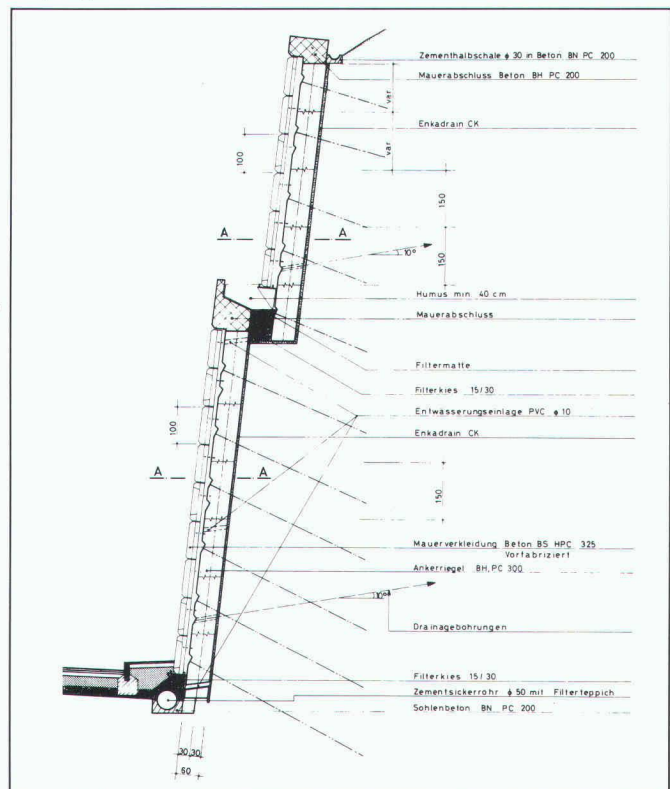 Zementhalbschale ϕ 30 in Beton BN PC 200
Mauerabschluss Beton BH PC 200
var
Enkadrain CK
var
100
150
A
A
150
10°
Humus min. 40 cm
Mauerabschluss
Filtermatte
Filterkies 15/30
Entwasserungseinlage PVC ϕ 10
100
Enkadrain CK
A
A
150
Mauerverkleidung Beton BS HPC 325
Vorfabriziert
Ankerriegel BH, PC 300
10°
Drainagebohrungen
Filterkies 15/30
Zementsickerrohr ϕ 50 mit Filterteppich
Sohlenbeton BN PC 200
30 30
60